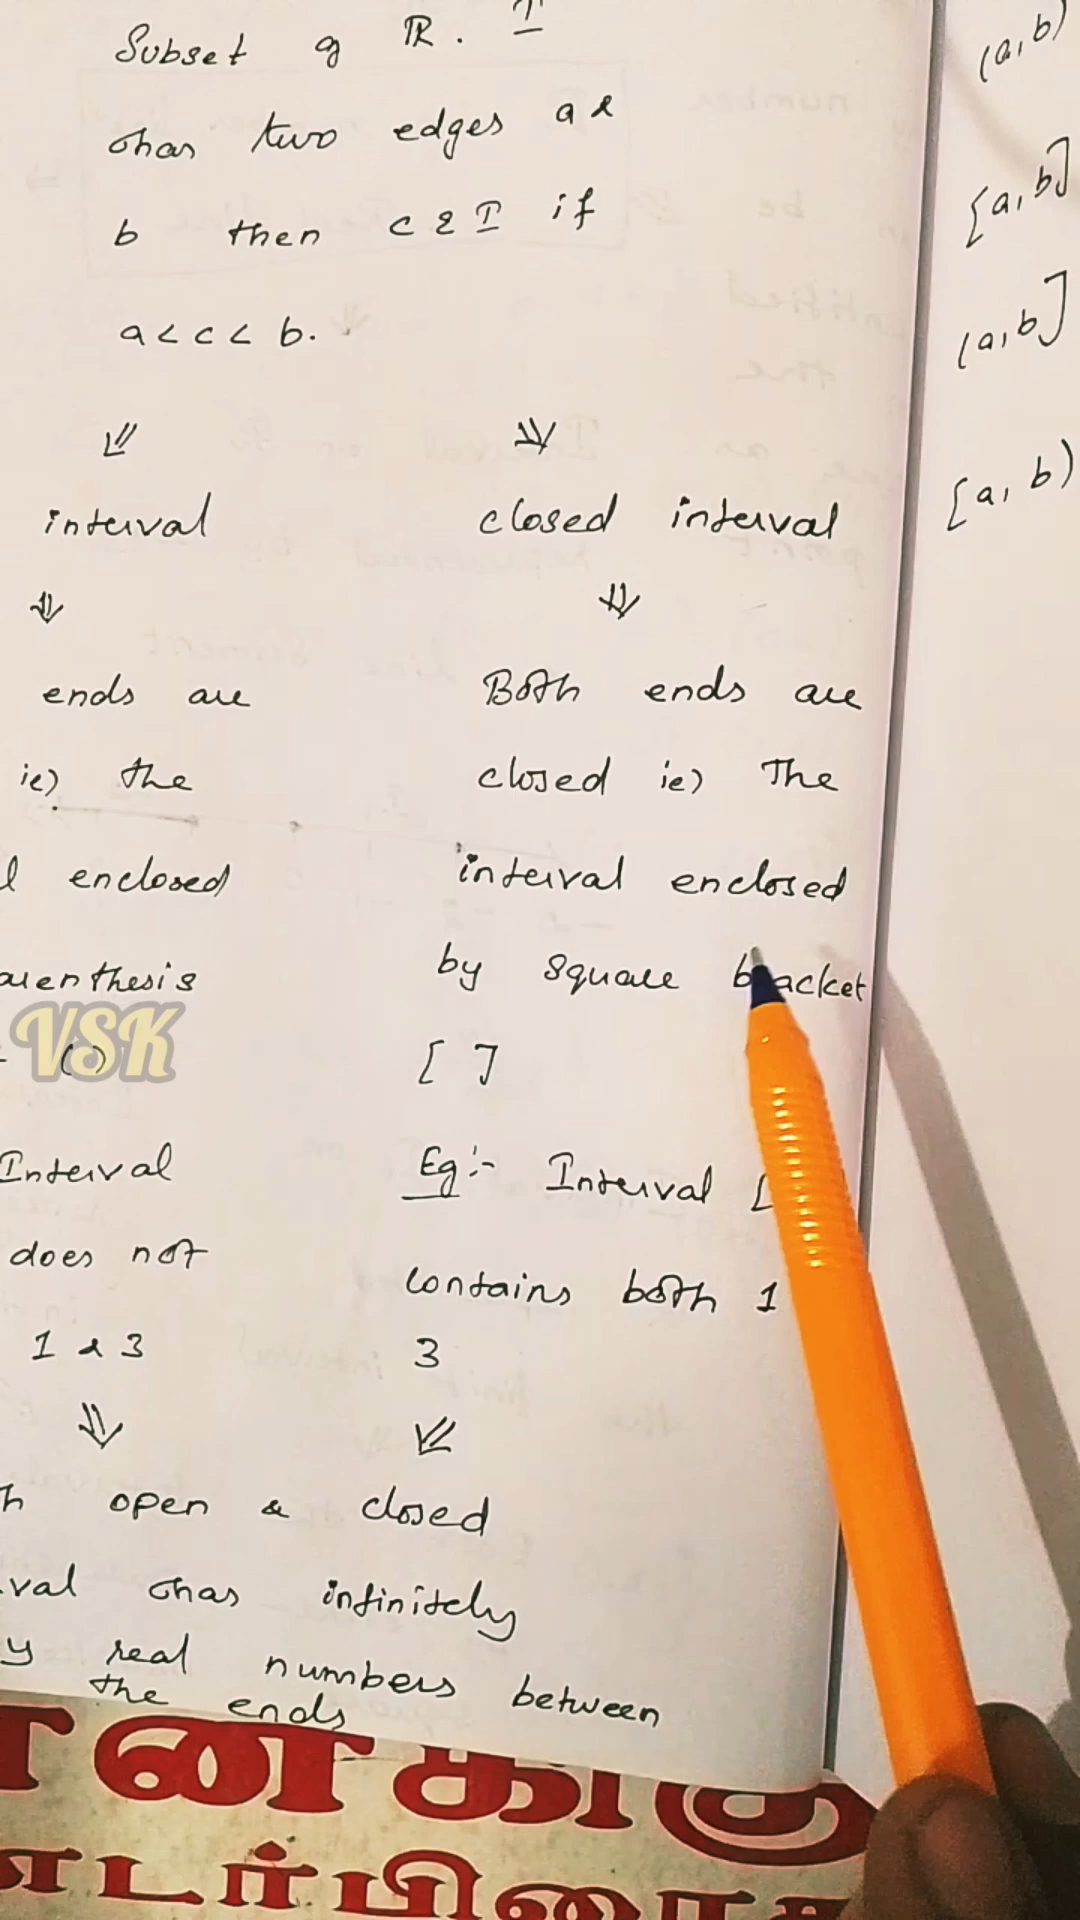 Subset of ℝ. I
has two edges a &
b then c ε I if
a < c < b.
interval
ends are
ie) the
enclosed
parenthesis
( )
Interval
does not
1 & 3
closed interval
Both ends are
closed ie) The
interval enclosed
by square bracket
[ ]
Eg:- Interval [
contains both 1
3
open & closed
has infinitely
real numbers between
the ends
(a, b)
[a, b]
(a, b]
[a, b)
VSK